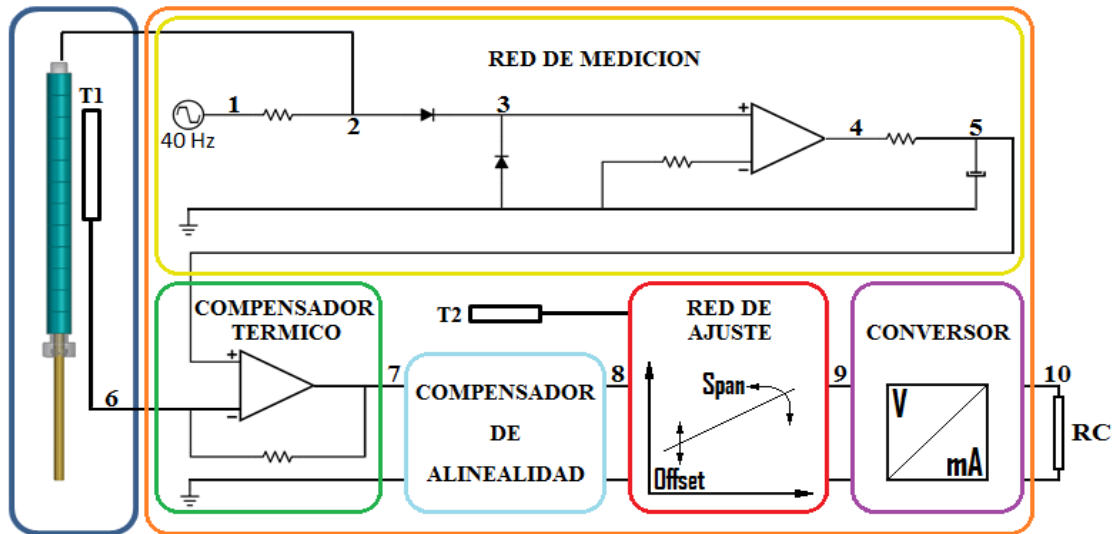 RED DE MEDICION
T1
1
2
3
4
5
40 Hz
+
−
COMPENSADOR
TERMICO
+
−
6
7
COMPENSADOR
DE
ALINEALIDAD
8
T2
RED DE
AJUSTE
Span
Offset
9
CONVERSOR
V
mA
10
RC